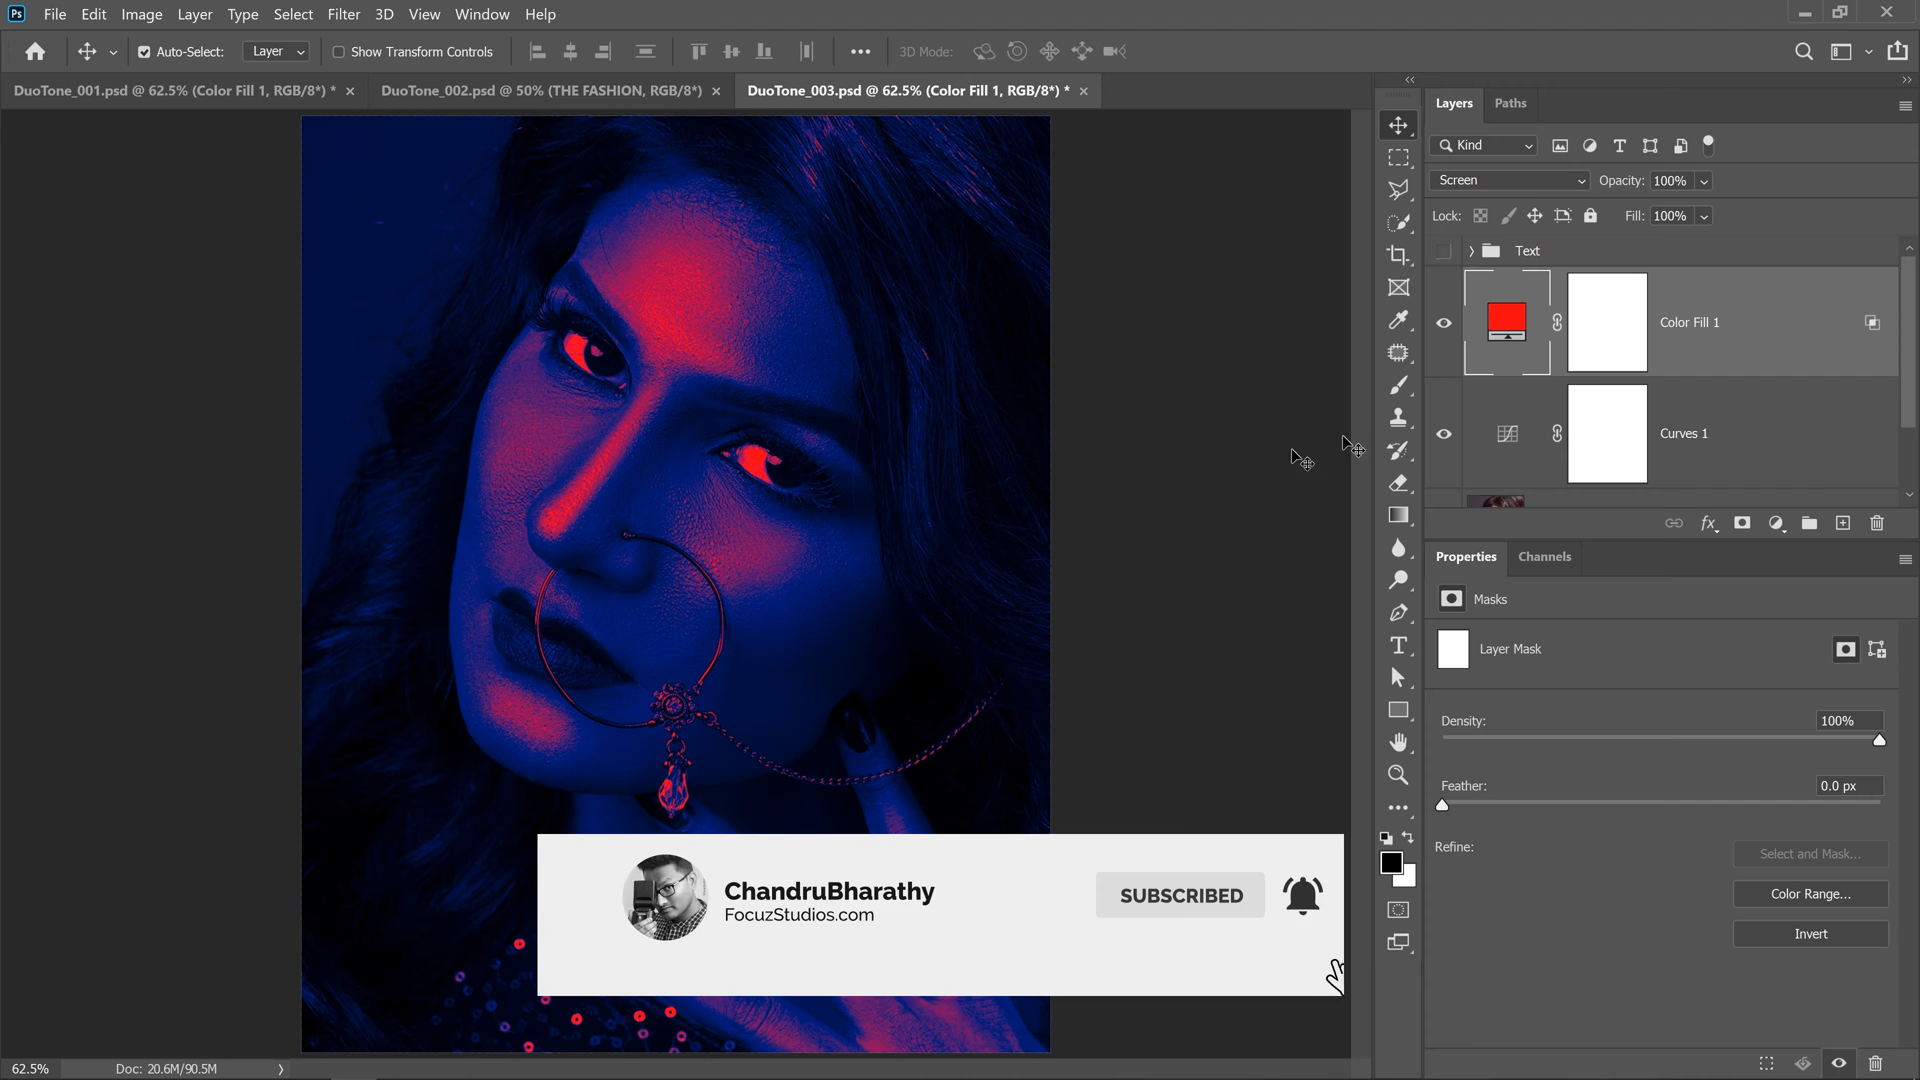 Ps File Edit Image Layer Type Select Filter 3D View Window Help
Auto-Select: Layer Show Transform Controls 3D Mode:
DuoTone_001.psd @ 62.5% (Color Fill 1, RGB/8*) * × DuoTone_002.psd @ 50% (THE FASHION, RGB/8*) × DuoTone_003.psd @ 62.5% (Color Fill 1, RGB/8*) * ×
Layers Paths
Kind
Screen Opacity: 100%
Lock: Fill: 100%
Text
Color Fill 1
Curves 1
fx
Properties Channels
Masks
Layer Mask
Density: 100%
Feather: 0.0 px
Refine:
Select and Mask...
Color Range...
Invert
ChandruBharathy
FocuzStudios.com
SUBSCRIBED
62.5% Doc: 20.6M/90.5M